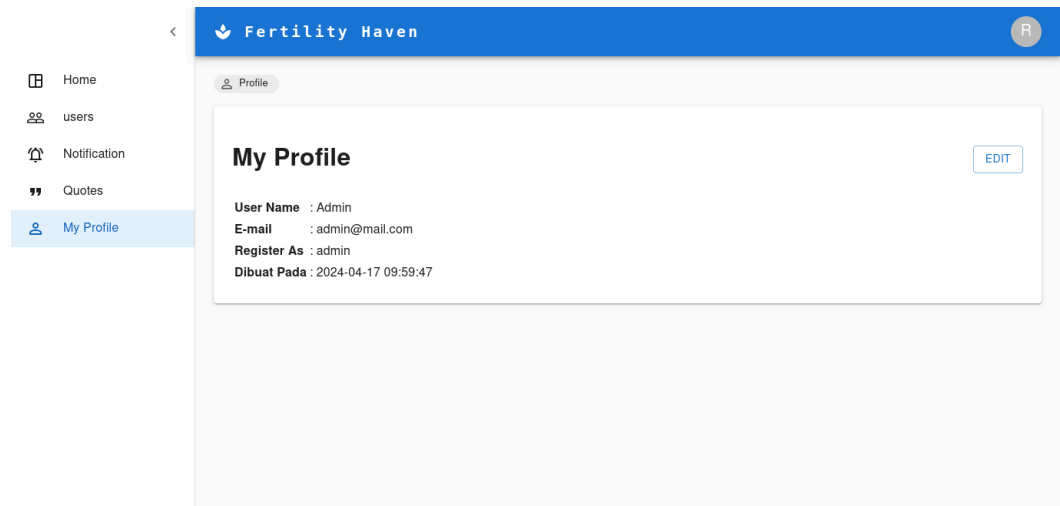 Fertility Haven
R
Home
users
Notification
Quotes
My Profile
Profile
My Profile
EDIT
User Name : Admin
E-mail : admin@mail.com
Register As : admin
Dibuat Pada : 2024-04-17 09:59:47